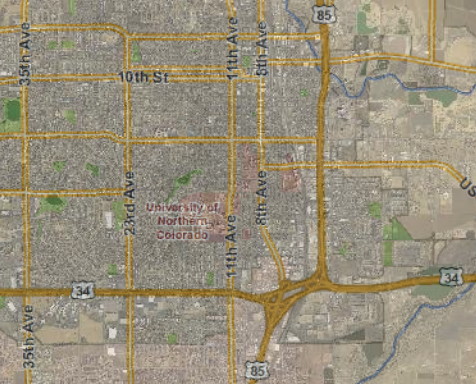 85
35th Ave
11th Ave
8th Ave
10th St
23rd Ave
8th Ave
University of
Northern
Colorado
11th Ave
US
34
34
35th Ave
85